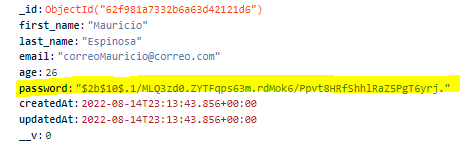 _id: ObjectId("62f981a7332b6a63d42121d6")
first_name: "Mauricio"
last_name: "Espinosa"
email: "correoMauricio@correo.com"
age: 26
password: "$2b$10$.1/MLQ3zd0.ZYTFqps63m.rdMok6/Ppvt8HRfShhlRaZ5PgT6yrj."
createdAt: 2022-08-14T23:13:43.856+00:00
updatedAt: 2022-08-14T23:13:43.856+00:00
__v: 0